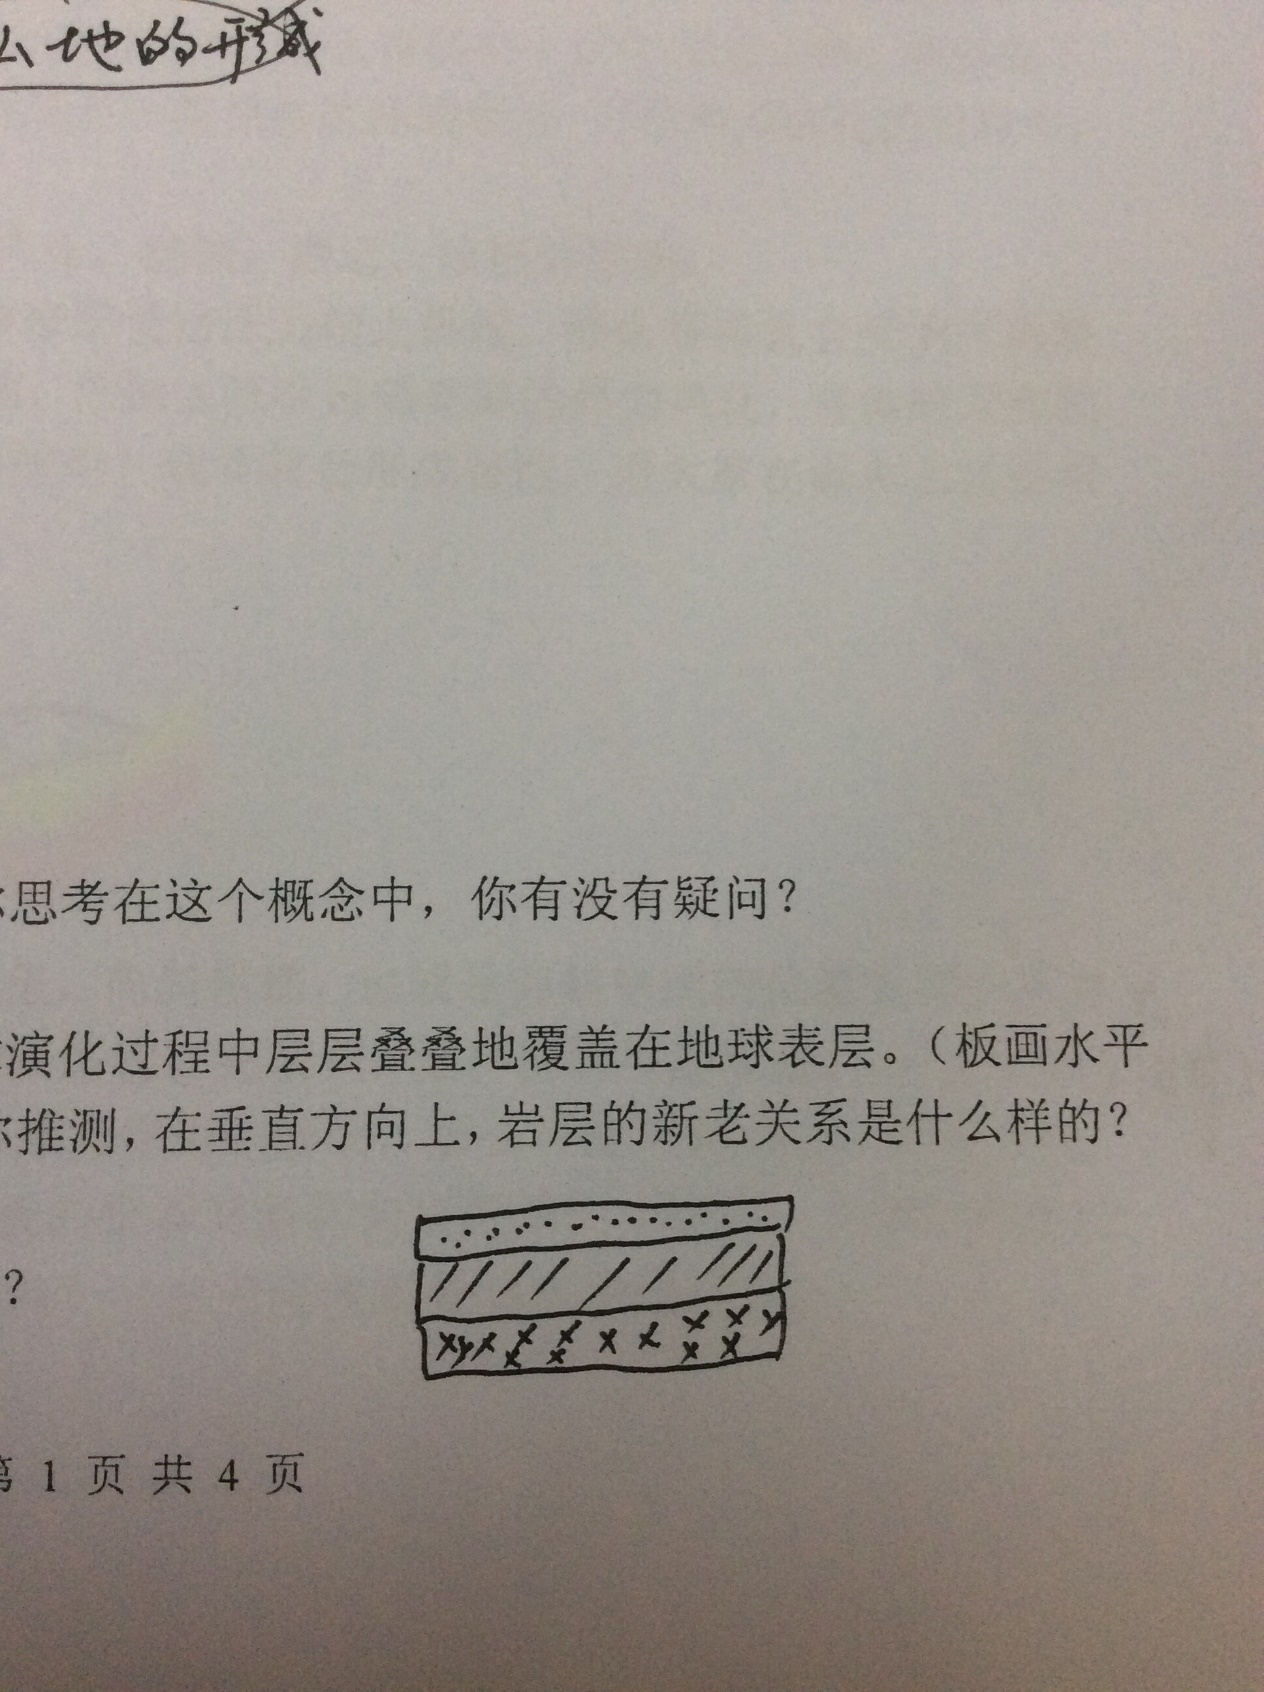 么地的形成
思考在这个概念中，你有没有疑问？
演化过程中层层叠叠地覆盖在地球表层。（板画水平
你推测，在垂直方向上，岩层的新老关系是什么样的？
？
第 1 页 共 4 页